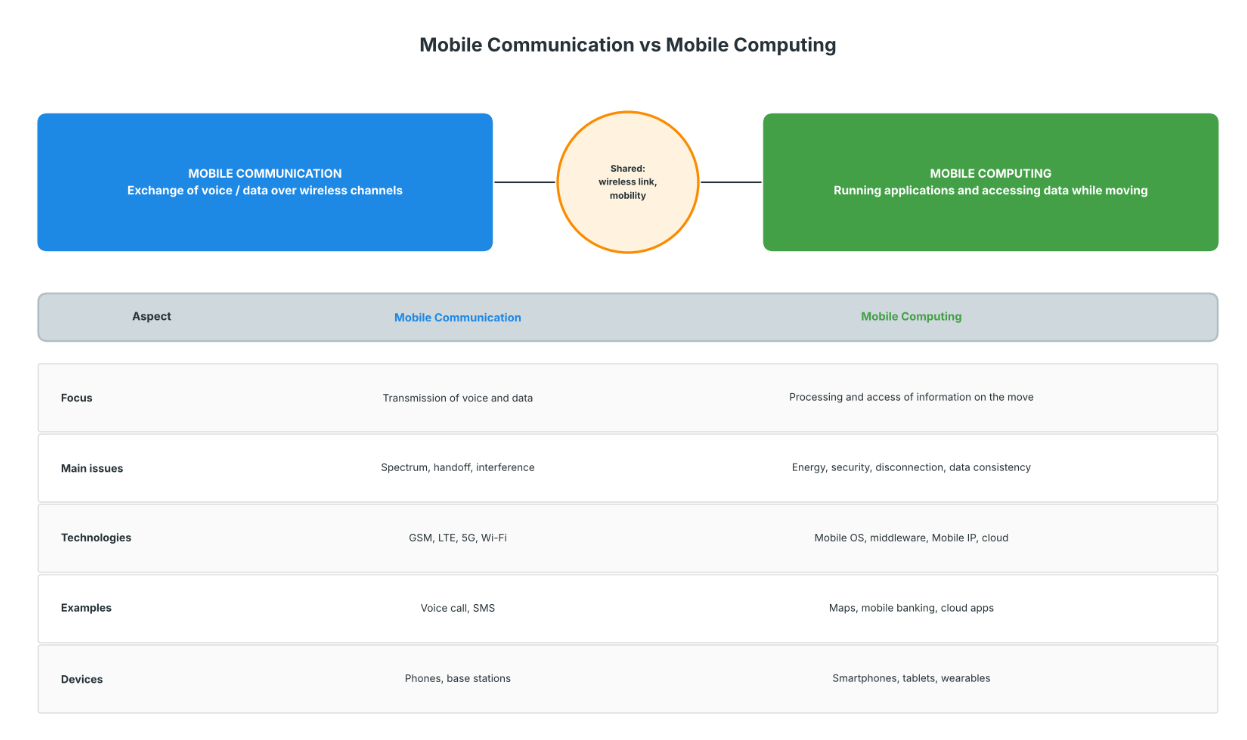 Mobile Communication vs Mobile Computing
MOBILE COMMUNICATION
Exchange of voice / data over wireless channels
Shared:
wireless link,
mobility
MOBILE COMPUTING
Running applications and accessing data while moving
Aspect
Mobile Communication
Mobile Computing
Focus
Transmission of voice and data
Processing and access of information on the move
Main issues
Spectrum, handoff, interference
Energy, security, disconnection, data consistency
Technologies
GSM, LTE, 5G, Wi-Fi
Mobile OS, middleware, Mobile IP, cloud
Examples
Voice call, SMS
Maps, mobile banking, cloud apps
Devices
Phones, base stations
Smartphones, tablets, wearables